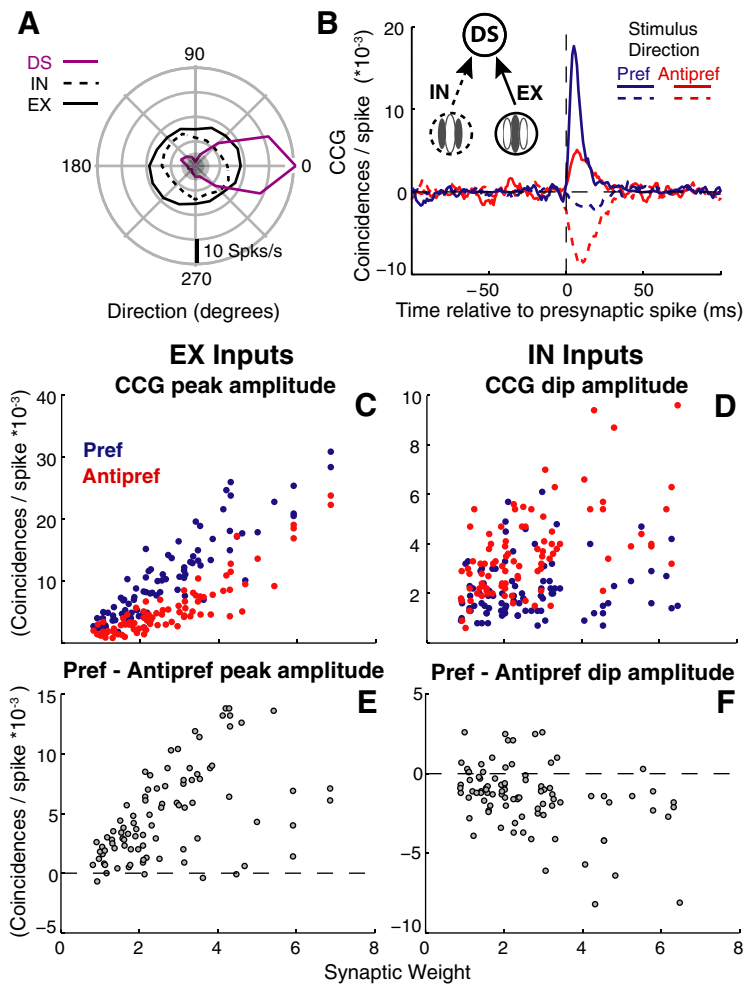 A
90
DS
IN
EX
180
0
10 Spks/s
270
Direction (degrees)
B
20
10
0
−10
CCG
Coincidences / spike (*10-3)
DS
IN
EX
Stimulus
Direction
Pref
Antipref
−50
0
50
Time relative to presynaptic spike (ms)
EX Inputs
CCG peak amplitude
C
40
30
20
10
(Coincidences / spike *10-3)
Pref
Antipref
IN Inputs
CCG dip amplitude
D
10
8
6
4
2
Pref - Antipref peak amplitude
E
15
10
5
0
−5
(Coincidences / spike *10-3)
0
2
4
6
8
Pref - Antipref dip amplitude
F
5
0
−5
−10
0
2
4
6
8
Synaptic Weight